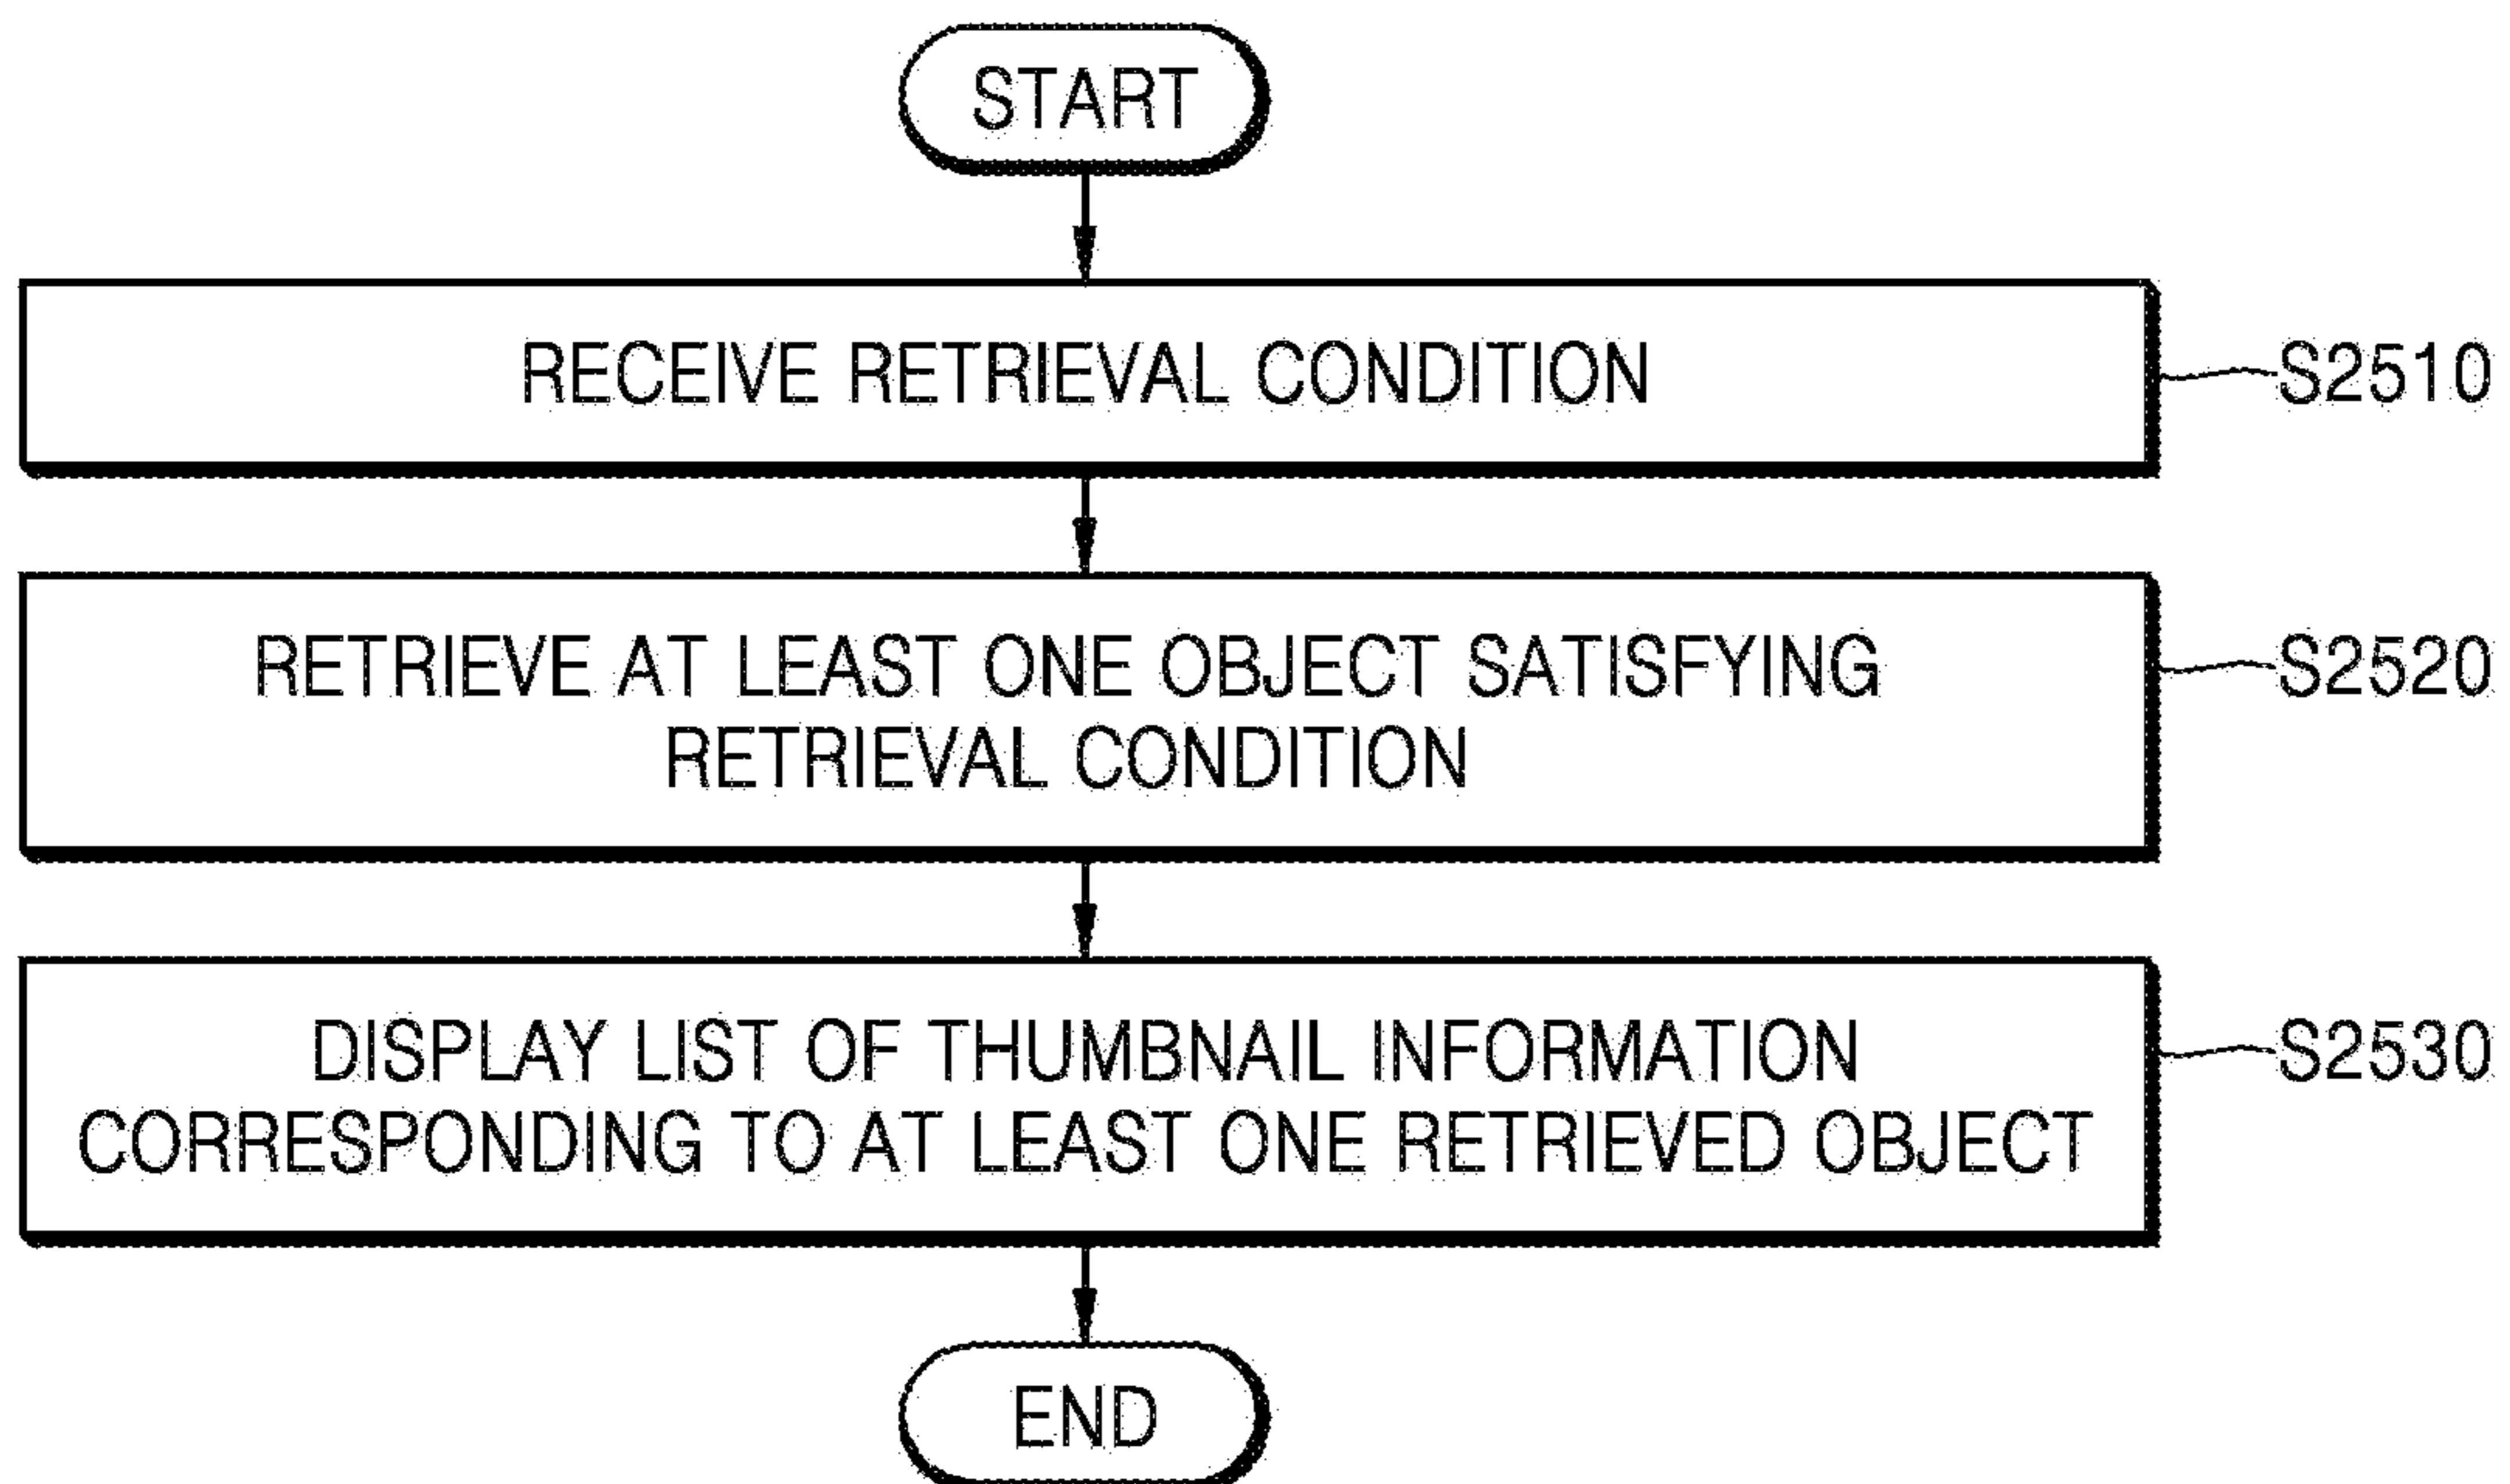 START
RECEIVE RETRIEVAL CONDITION
S2510
RETRIEVE AT LEAST ONE OBJECT SATISFYING
RETRIEVAL CONDITION
S2520
DISPLAY LIST OF THUMBNAIL INFORMATION
CORRESPONDING TO AT LEAST ONE RETRIEVED OBJECT
S2530
END